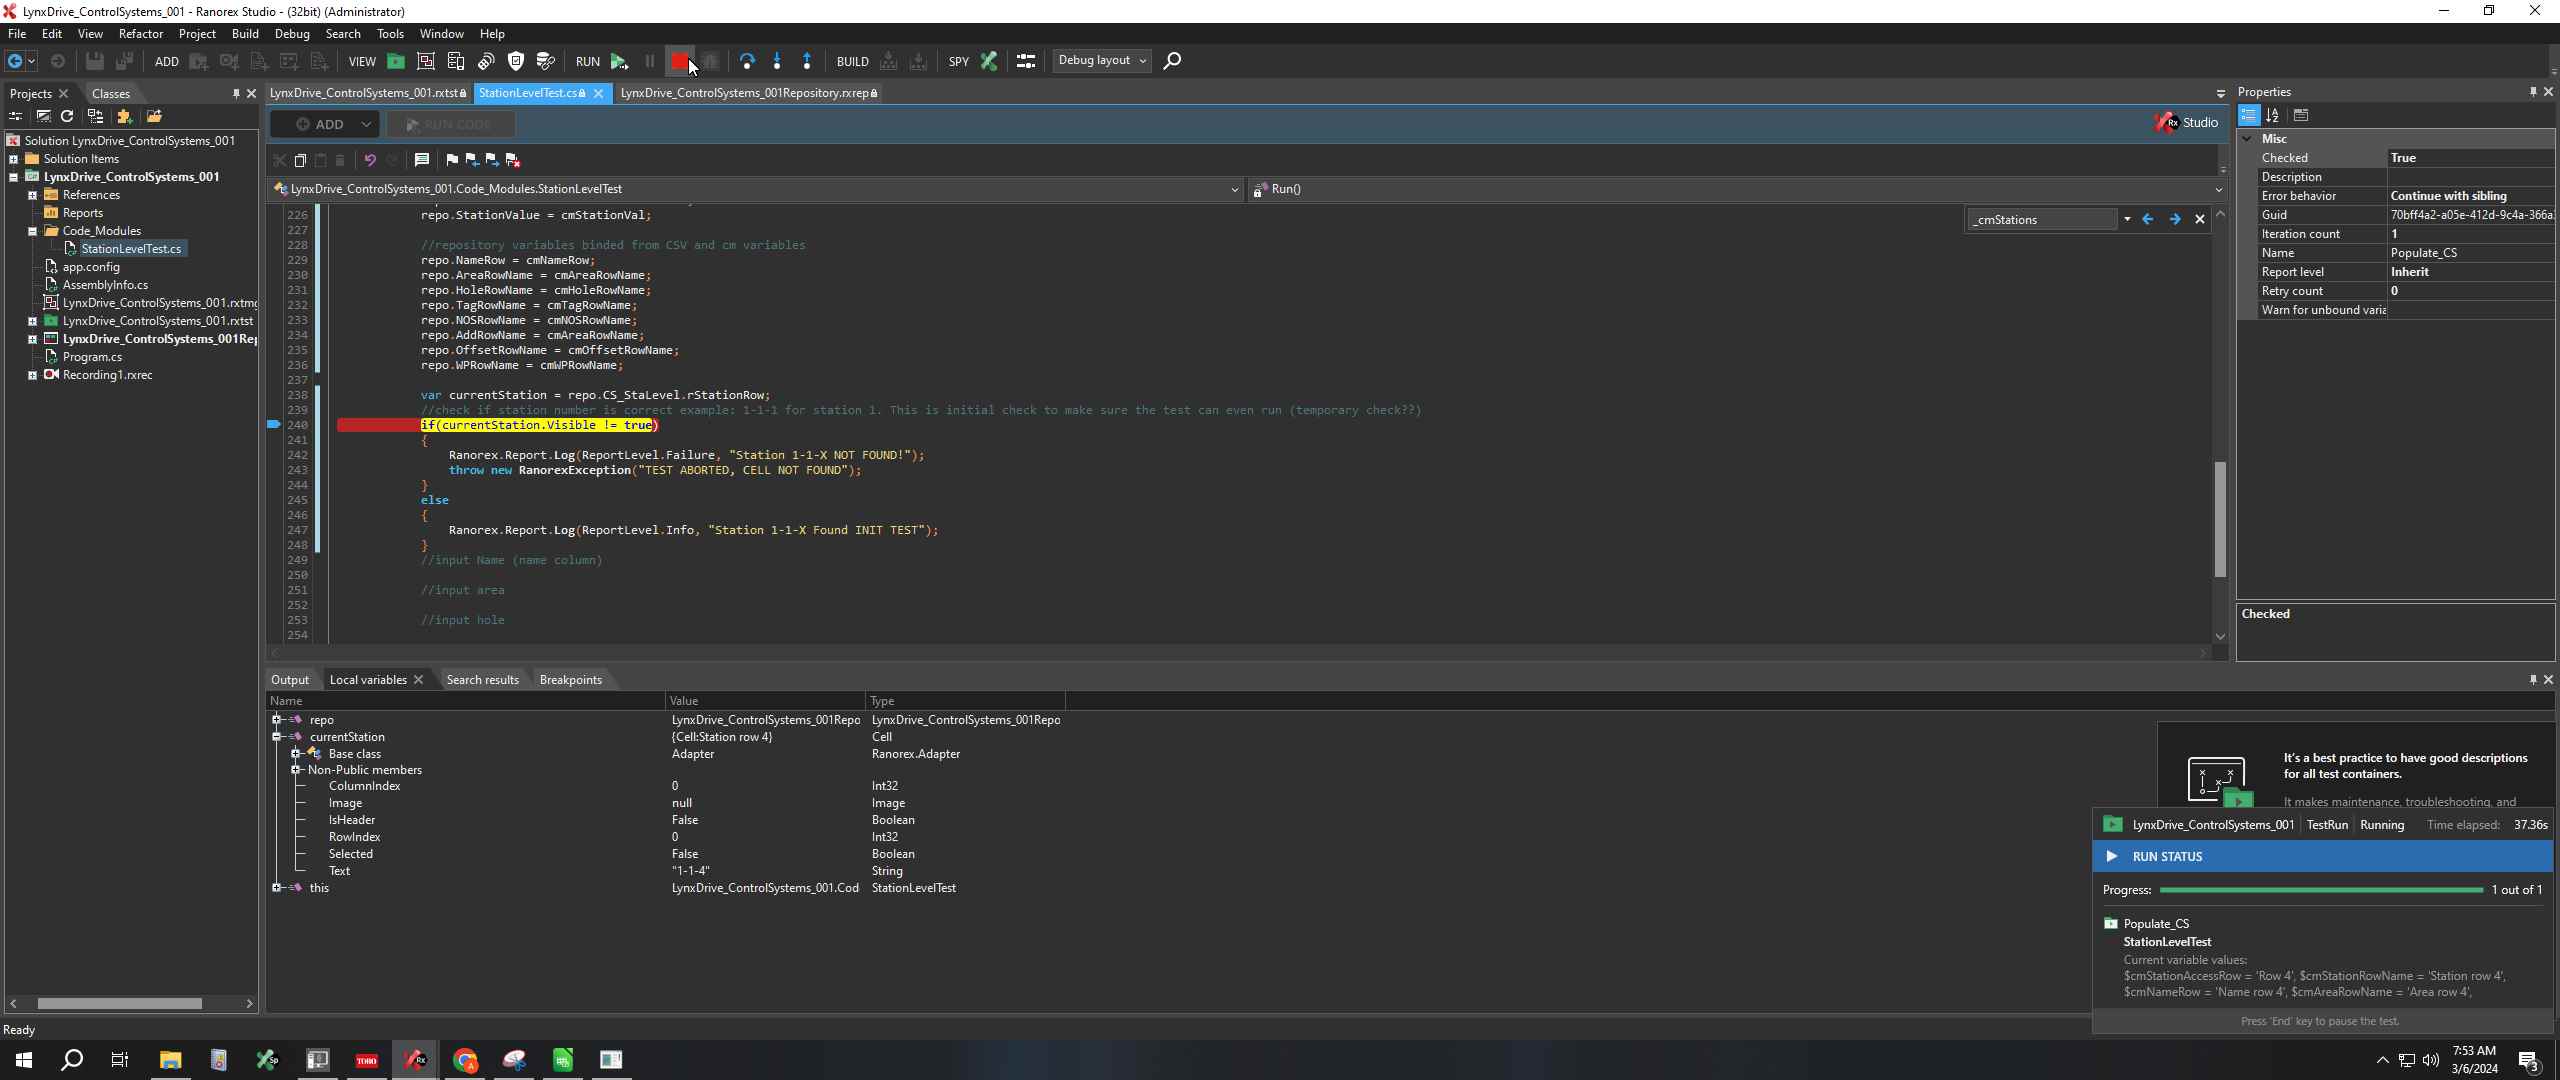 LynxDrive_ControlSystems_001 - Ranorex Studio - (32bit) (Administrator)
File Edit View Refactor Project Build Debug Search Tools Window Help
ADD VIEW RUN BUILD SPY Debug layout
Projects Classes
LynxDrive_ControlSystems_001.rxtst StationLevelTest.cs LynxDrive_ControlSystems_001Repository.rxrep
Properties
ADD RUN CODE
Rx Studio
Solution LynxDrive_ControlSystems_001
Solution Items
LynxDrive_ControlSystems_001
References
Reports
Code_Modules
StationLevelTest.cs
app.config
AssemblyInfo.cs
LynxDrive_ControlSystems_001.rxtmg
LynxDrive_ControlSystems_001.rxtst
LynxDrive_ControlSystems_001Rep
Program.cs
Recording1.rxrec
LynxDrive_ControlSystems_001.Code_Modules.StationLevelTest
Run()
_cmStations
226 repo.StationValue = cmStationVal;
227
228 //repository variables binded from CSV and cm variables
229 repo.NameRow = cmNameRow;
230 repo.AreaRowName = cmAreaRowName;
231 repo.HoleRowName = cmHoleRowName;
232 repo.TagRowName = cmTagRowName;
233 repo.NOSRowName = cmNOSRowName;
234 repo.AddRowName = cmAreaRowName;
235 repo.OffsetRowName = cmOffsetRowName;
236 repo.WPRowName = cmWPRowName;
237
238 var currentStation = repo.CS_StaLevel.rStationRow;
239 //check if station number is correct example: 1-1-1 for station 1. This is initial check to make sure the test can even run (temporary check??)
240 if(currentStation.Visible != true)
241 {
242 Ranorex.Report.Log(ReportLevel.Failure, "Station 1-1-X NOT FOUND!");
243 throw new RanorexException("TEST ABORTED, CELL NOT FOUND");
244 }
245 else
246 {
247 Ranorex.Report.Log(ReportLevel.Info, "Station 1-1-X Found INIT TEST");
248 }
249 //input Name (name column)
250
251 //input area
252
253 //input hole
254
Misc
Checked True
Description
Error behavior Continue with sibling
Guid 70bff4a2-a05e-412d-9c4a-366a
Iteration count 1
Name Populate_CS
Report level Inherit
Retry count 0
Warn for unbound varia
Checked
Output Local variables Search results Breakpoints
Name Value Type
repo LynxDrive_ControlSystems_001Repo LynxDrive_ControlSystems_001Repo
currentStation {Cell:Station row 4} Cell
Base class Adapter Ranorex.Adapter
Non-Public members
ColumnIndex 0 Int32
Image null Image
IsHeader False Boolean
RowIndex 0 Int32
Selected False Boolean
Text "1-1-4" String
this LynxDrive_ControlSystems_001.Cod StationLevelTest
It's a best practice to have good descriptions
for all test containers.
It makes maintenance, troubleshooting, and
LynxDrive_ControlSystems_001 TestRun Running Time elapsed: 37.36s
RUN STATUS
Progress: 1 out of 1
Populate_CS
StationLevelTest
Current variable values:
$cmStationAccessRow = 'Row 4', $cmStationRowName = 'Station row 4',
$cmNameRow = 'Name row 4', $cmAreaRowName = 'Area row 4',
Press 'End' key to pause the test.
Ready
Sp TORO Rx
7:53 AM
3/6/2024
3